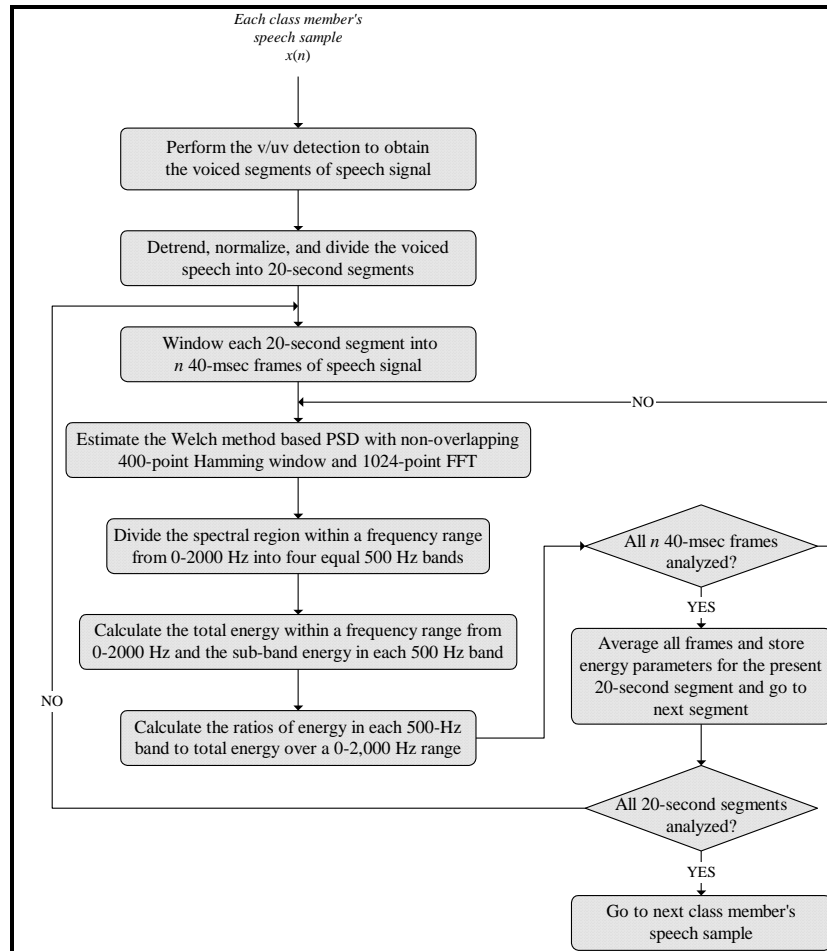 Each class member's
speech sample
x(n)
Perform the v/uv detection to obtain
the voiced segments of speech signal
Detrend, normalize, and divide the voiced
speech into 20-second segments
Window each 20-second segment into
n 40-msec frames of speech signal
NO
Estimate the Welch method based PSD with non-overlapping
400-point Hamming window and 1024-point FFT
Divide the spectral region within a frequency range
from 0-2000 Hz into four equal 500 Hz bands
Calculate the total energy within a frequency range from
0-2000 Hz and the sub-band energy in each 500 Hz band
NO
Calculate the ratios of energy in each 500-Hz
band to total energy over a 0-2,000 Hz range
All n 40-msec frames
analyzed?
YES
Average all frames and store
energy parameters for the present
20-second segment and go to
next segment
All 20-second segments
analyzed?
YES
Go to next class member's
speech sample